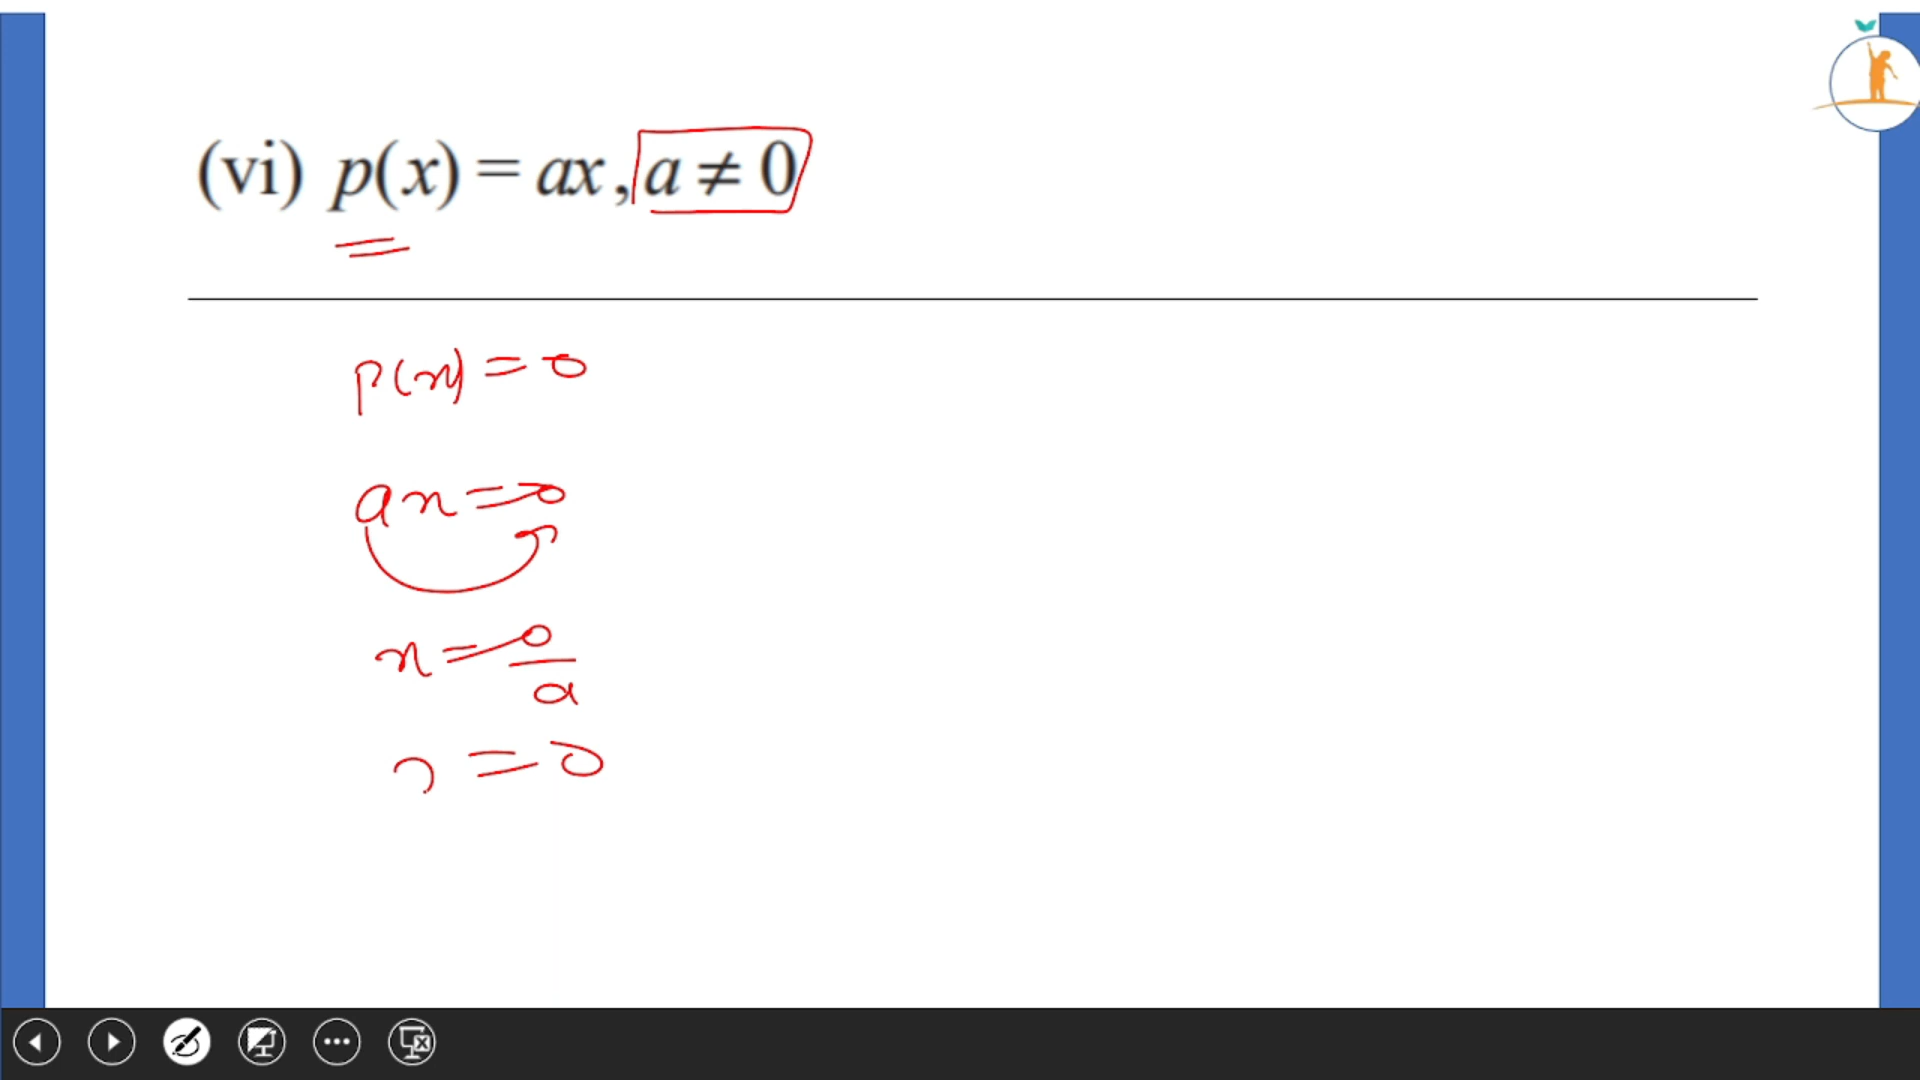 (vi) p(x) = ax, a ≠ 0
p(x) = 0
ax = 0
x = 0/a
= 0